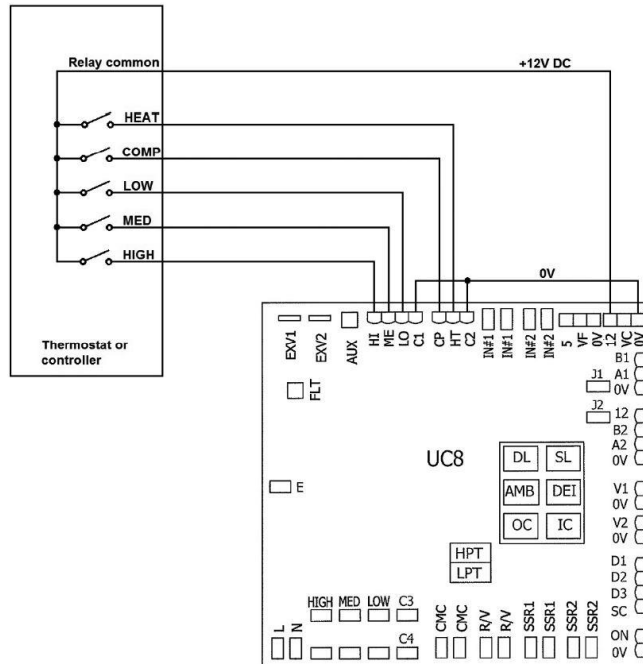 Relay common
+12V DC
HEAT
COMP
LOW
MED
HIGH
0V
Thermostat or
controller
EXV1
EXV2
AUX
HI
ME
LO
C1
CP
HT
C2
IN#1
IN#1
IN#2
IN#2
5
VF
0V
12
VC
0V
FLT
J1
J2
B1
A1
0V
12
B2
A2
0V
UC8
DL SL
AMB DEI
OC IC
E
V1
0V
V2
0V
HPT
LPT
D1
D2
D3
SC
HIGH MED LOW C3
L
N
C4
CMC
CMC
R/V
R/V
SSR1
SSR1
SSR2
SSR2
ON
0V